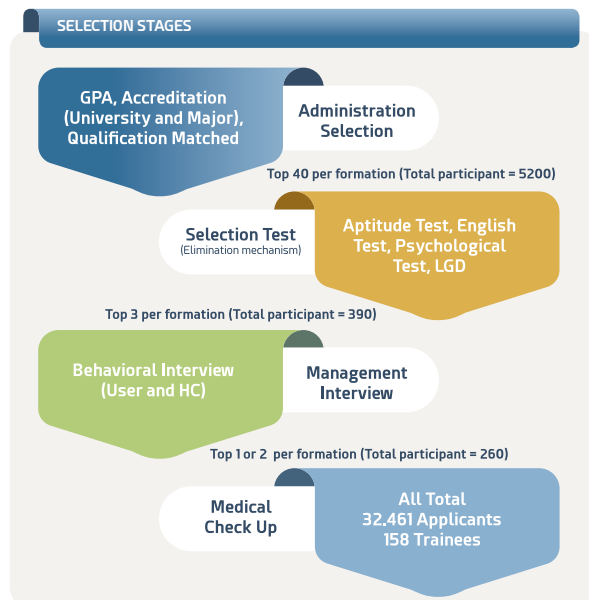 SELECTION STAGES
GPA, Accreditation
(University and Major),
Qualification Matched
Administration
Selection
Top 40 per formation (Total participant = 5200)
Selection Test
(Elimination mechanism)
Aptitude Test, English
Test, Psychological
Test, LGD
Top 3 per formation (Total participant = 390)
Behavioral Interview
(User and HC)
Management
Interview
Top 1 or 2 per formation (Total participant = 260)
Medical
Check Up
All Total
32.461 Applicants
158 Trainees